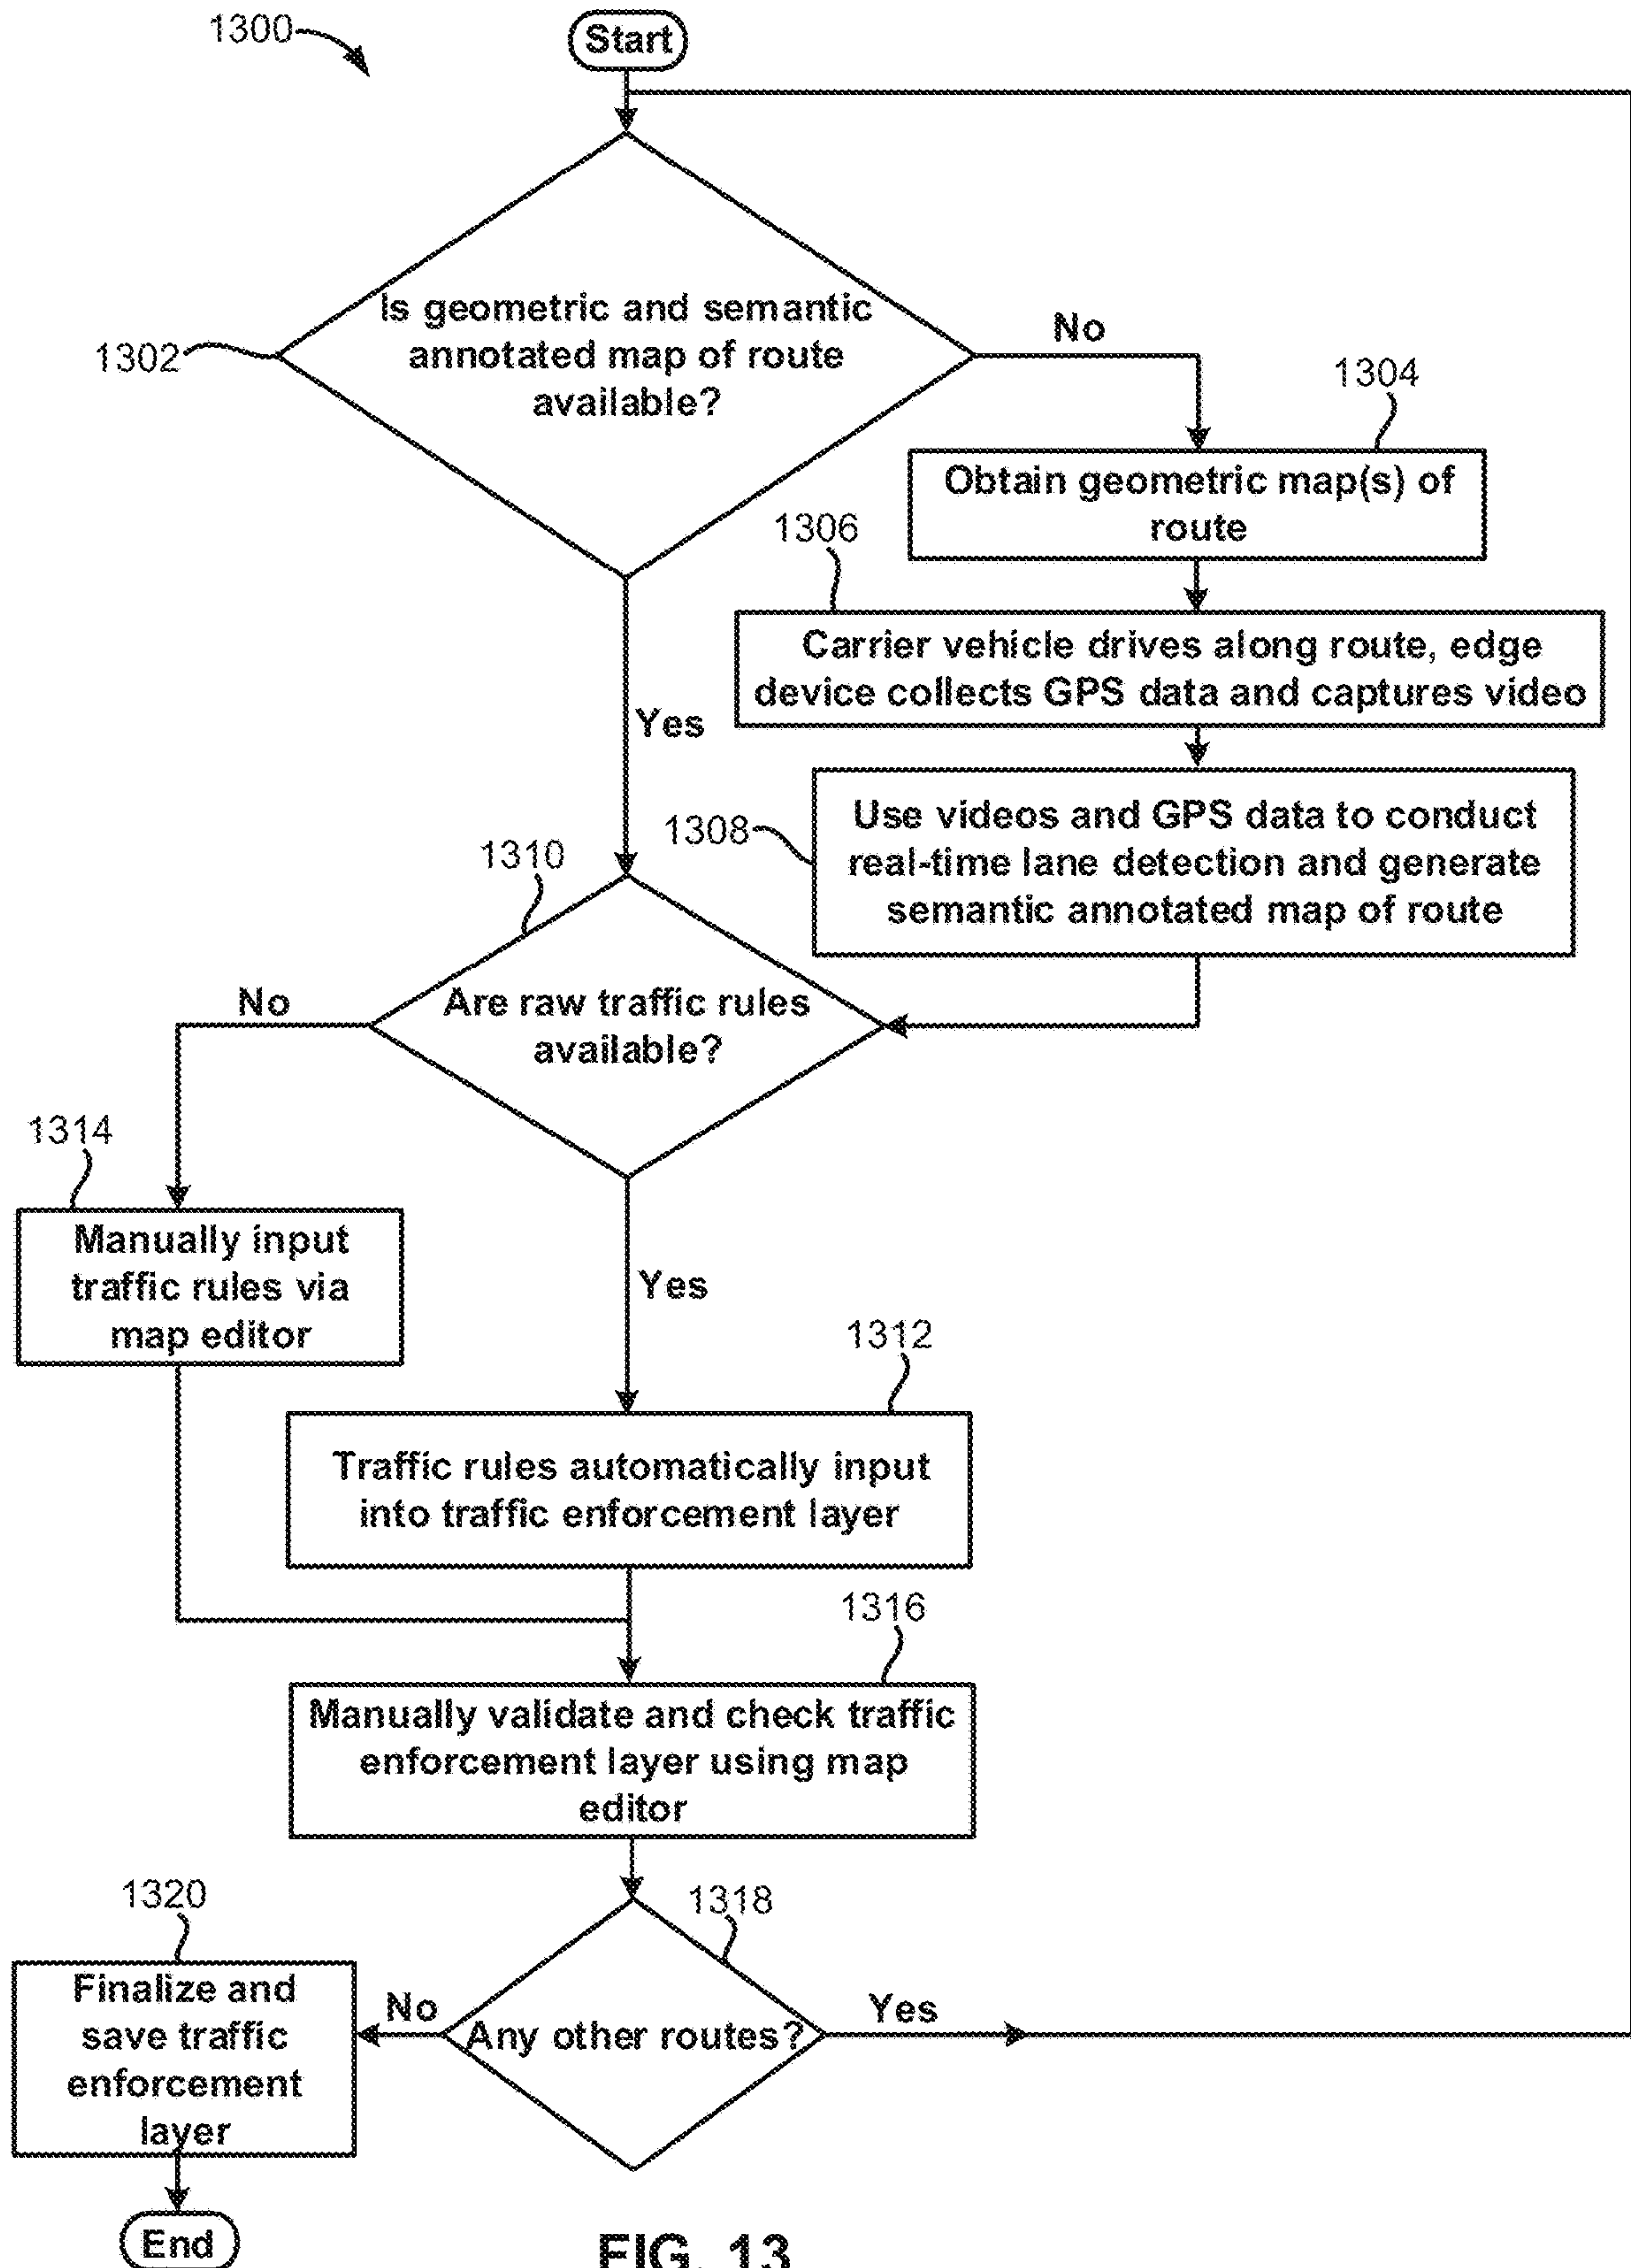 1300
Start
Is geometric and semantic
annotated map of route
available?
1302
No
1304
Obtain geometric map(s) of
route
1306
Carrier vehicle drives along route, edge
device collects GPS data and captures video
Yes
1308
Use videos and GPS data to conduct
real-time lane detection and generate
semantic annotated map of route
1310
Are raw traffic rules
available?
No
1314
Manually input
traffic rules via
map editor
Yes
1312
Traffic rules automatically input
into traffic enforcement layer
1316
Manually validate and check traffic
enforcement layer using map
editor
1320
1318
Finalize and
save traffic
enforcement
layer
No
Any other routes?
Yes
End
FIG. 13